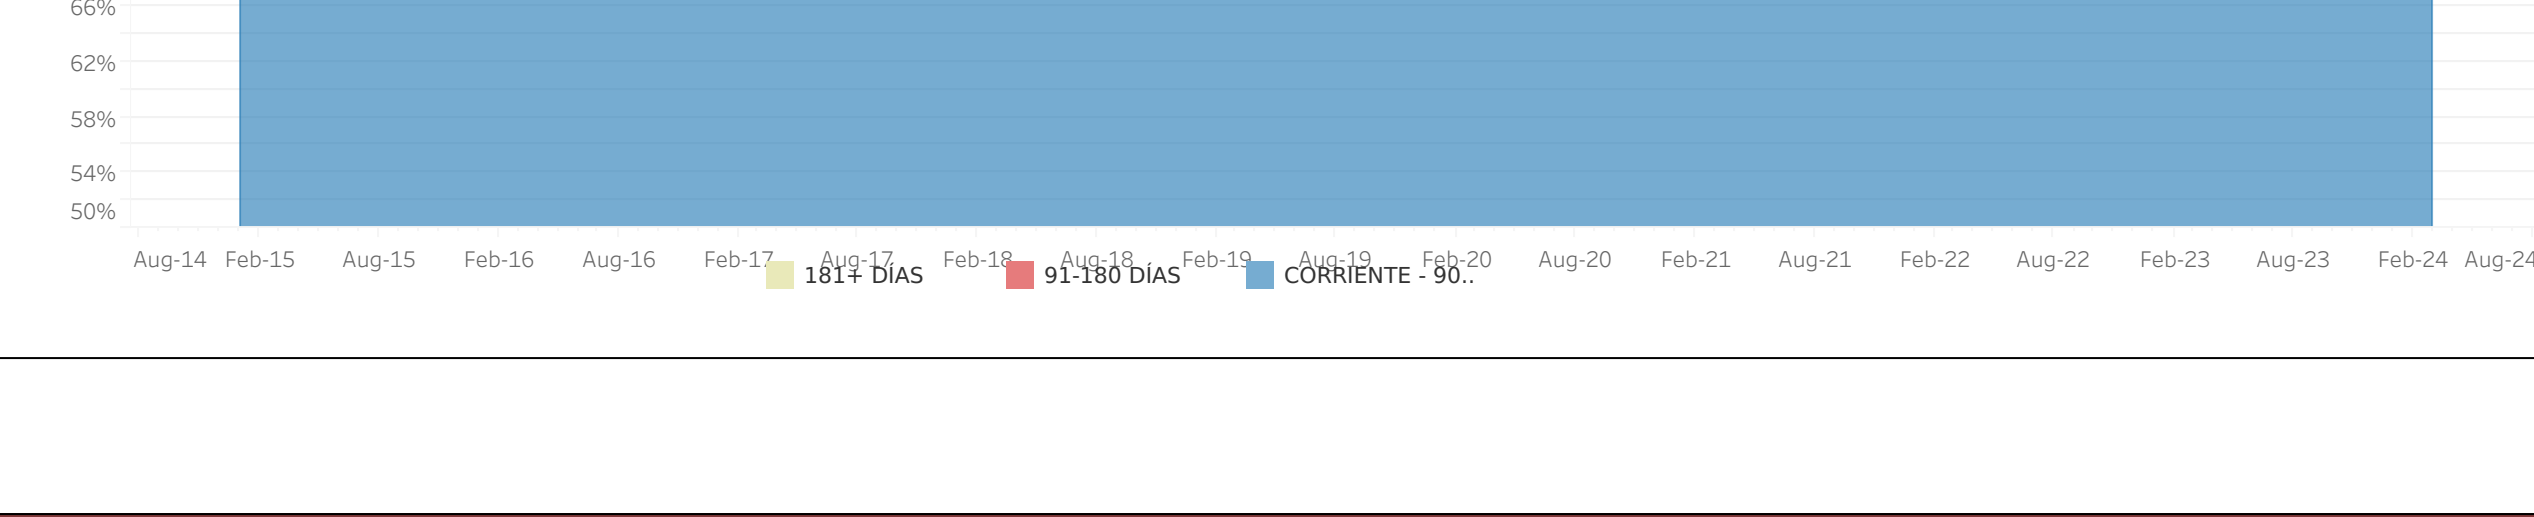 66%
62%
58%
54%
50%
Aug-14 Feb-15 Aug-15 Feb-16 Aug-16 Feb-17 Aug-17 Feb-18 Aug-18 Feb-19 Aug-19 Feb-20 Aug-20 Feb-21 Aug-21 Feb-22 Aug-22 Feb-23 Aug-23 Feb-24 Aug-24
181+ DÍAS 91-180 DÍAS CORRIENTE - 90..